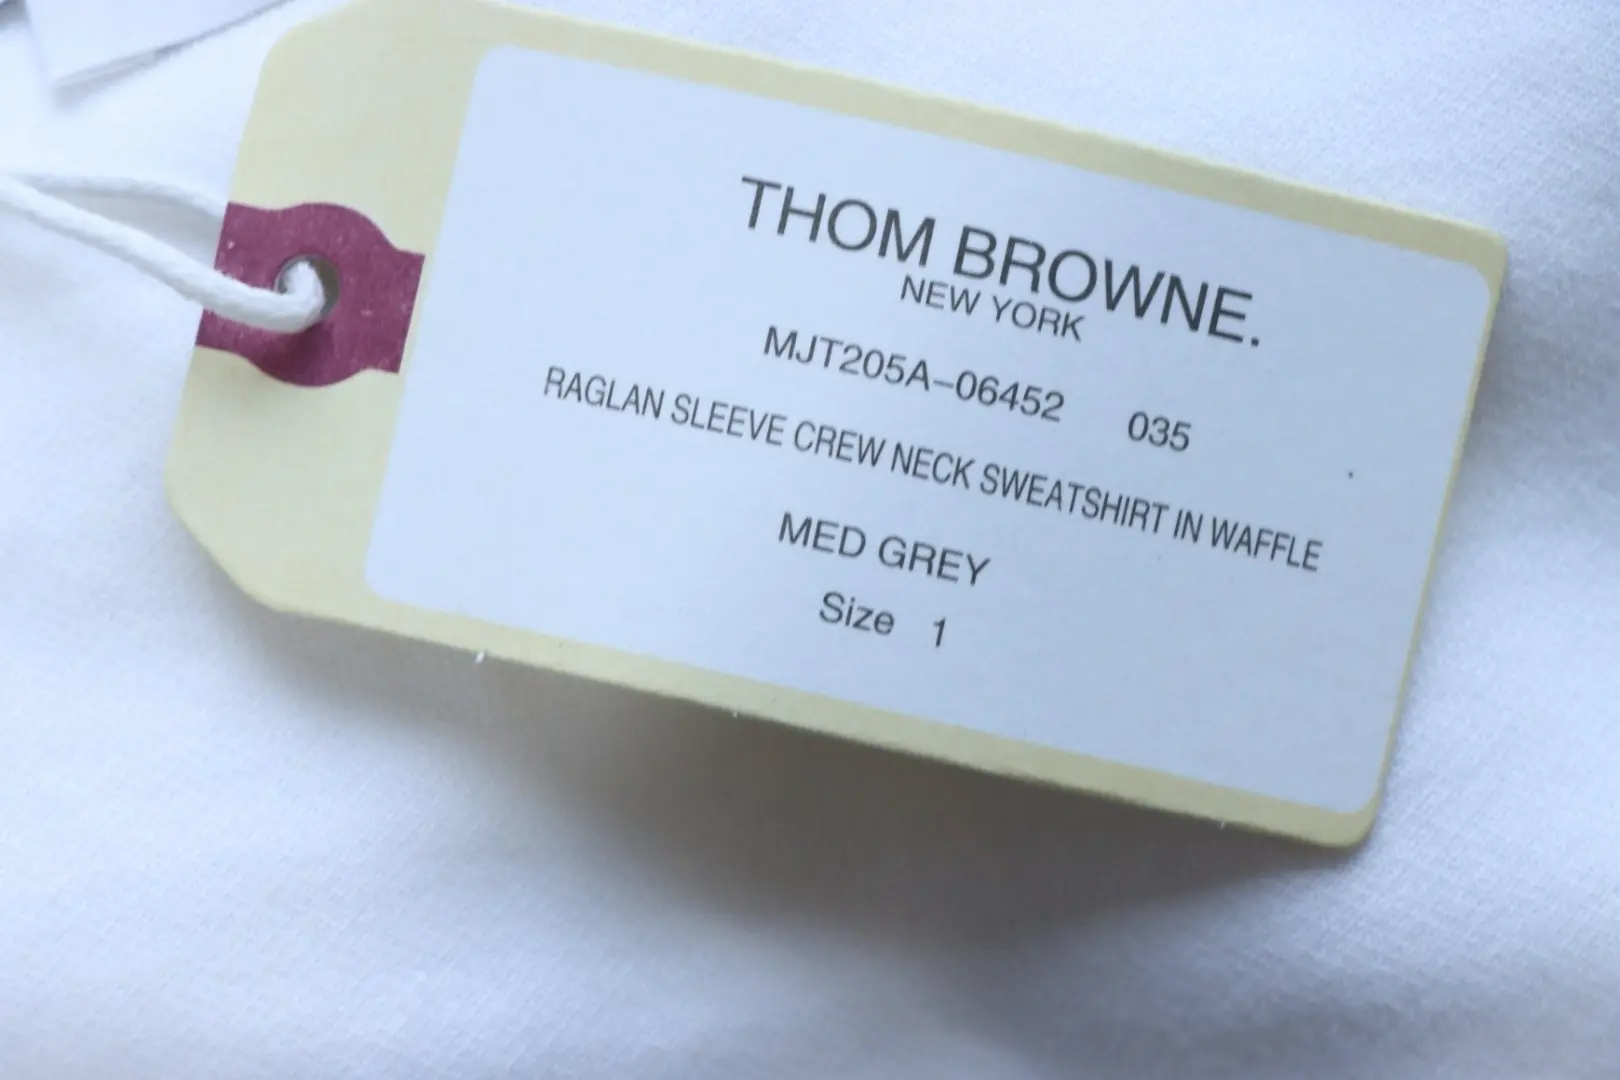 THOM BROWNE.
NEW YORK
MJT205A-06452 035
RAGLAN SLEEVE CREW NECK SWEATSHIRT IN WAFFLE
MED GREY
Size 1